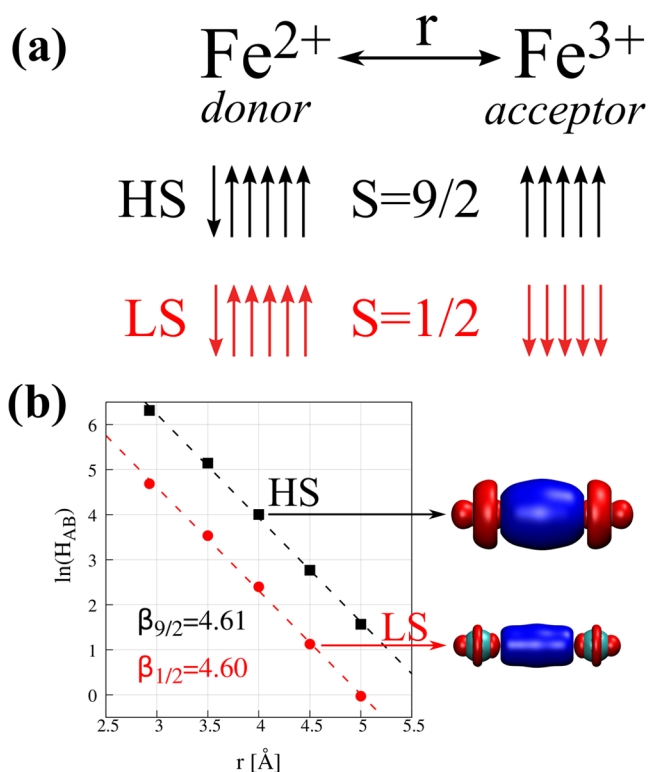 (a)
Fe2+ r Fe3+
donor acceptor
HS S=9/2
LS S=1/2
(b)
6
5
4
3
2
1
0
ln(HAB)
HS
LS
β9/2=4.61
β1/2=4.60
2.5 3 3.5 4 4.5 5 5.5
r [Å]